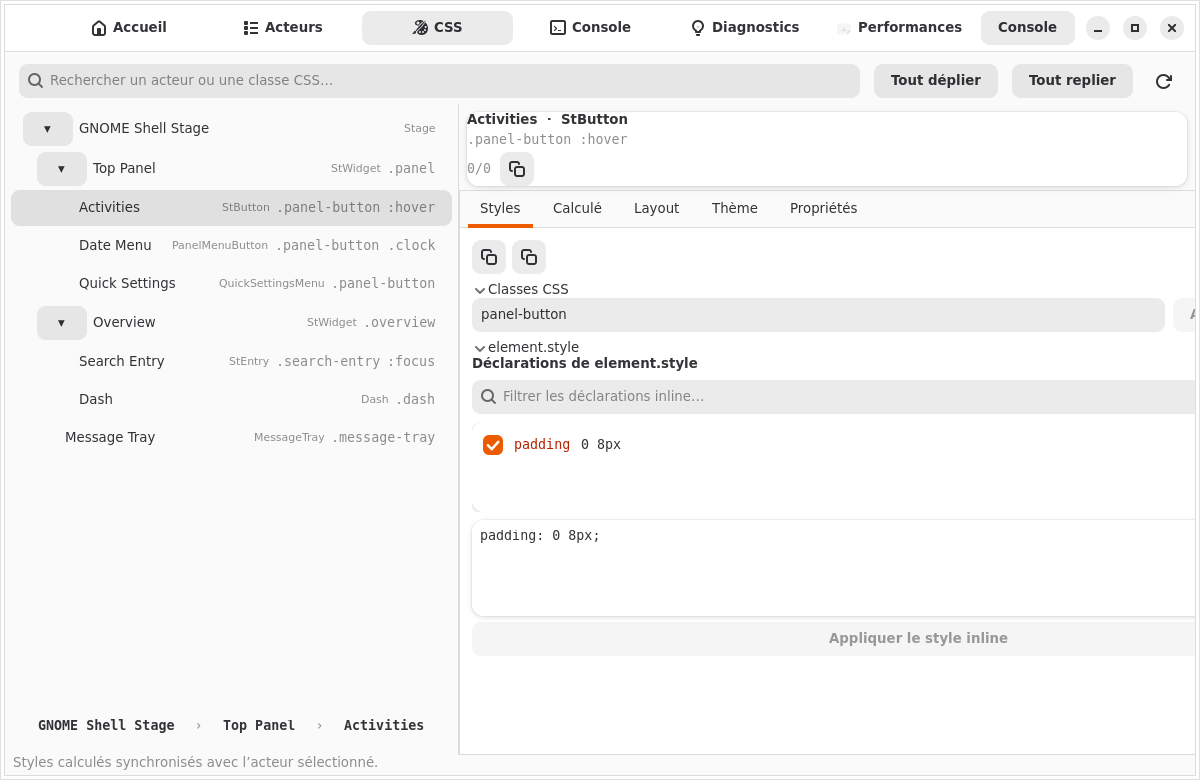 Accueil Acteurs CSS Console Diagnostics Performances Console
Rechercher un acteur ou une classe CSS… Tout déplier Tout replier
GNOME Shell Stage Stage
Top Panel StWidget .panel
Activities StButton .panel-button :hover
Date Menu PanelMenuButton .panel-button .clock
Quick Settings QuickSettingsMenu .panel-button
Overview StWidget .overview
Search Entry StEntry .search-entry :focus
Dash Dash .dash
Message Tray MessageTray .message-tray
GNOME Shell Stage › Top Panel › Activities
Activities · StButton
.panel-button :hover
0/0
Styles Calculé Layout Thème Propriétés
Classes CSS
panel-button
element.style
Déclarations de element.style
Filtrer les déclarations inline…
padding 0 8px
padding: 0 8px;
Appliquer le style inline
Styles calculés synchronisés avec l’acteur sélectionné.